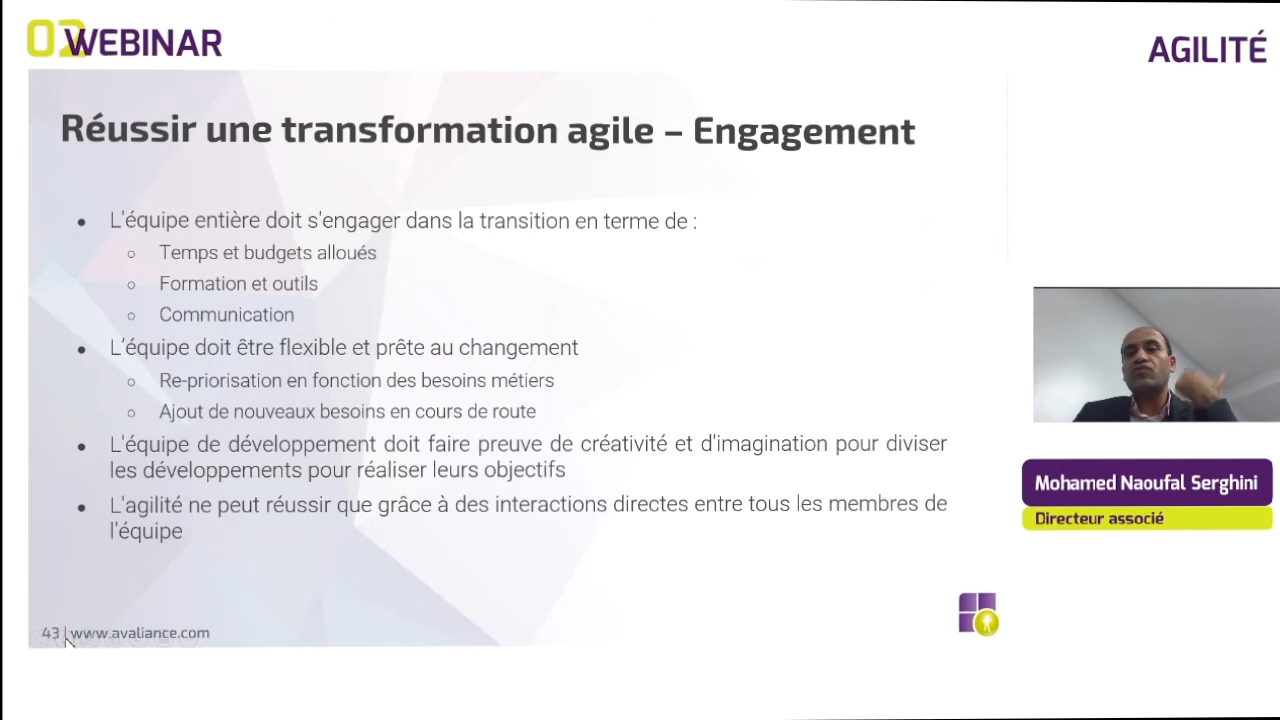 02 WEBINAR
AGILITÉ
Réussir une transformation agile – Engagement
● L'équipe entière doit s'engager dans la transition en terme de :
○ Temps et budgets alloués
○ Formation et outils
○ Communication
● L'équipe doit être flexible et prête au changement
○ Re-priorisation en fonction des besoins métiers
○ Ajout de nouveaux besoins en cours de route
● L'équipe de développement doit faire preuve de créativité et d'imagination pour diviser
les développements pour réaliser leurs objectifs
● L'agilité ne peut réussir que grâce à des interactions directes entre tous les membres de
l'équipe
Mohamed Naoufal Serghini
Directeur associé
43 | www.avaliance.com